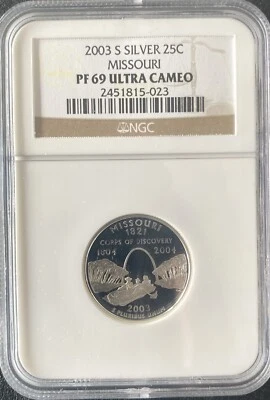 2003 S SILVER 25C
MISSOURI
PF 69 ULTRA CAMEO
2451815-023
NGC
MISSOURI
1821
CORPS OF DISCOVERY
1804 2004
2003
E PLURIBUS UNUM